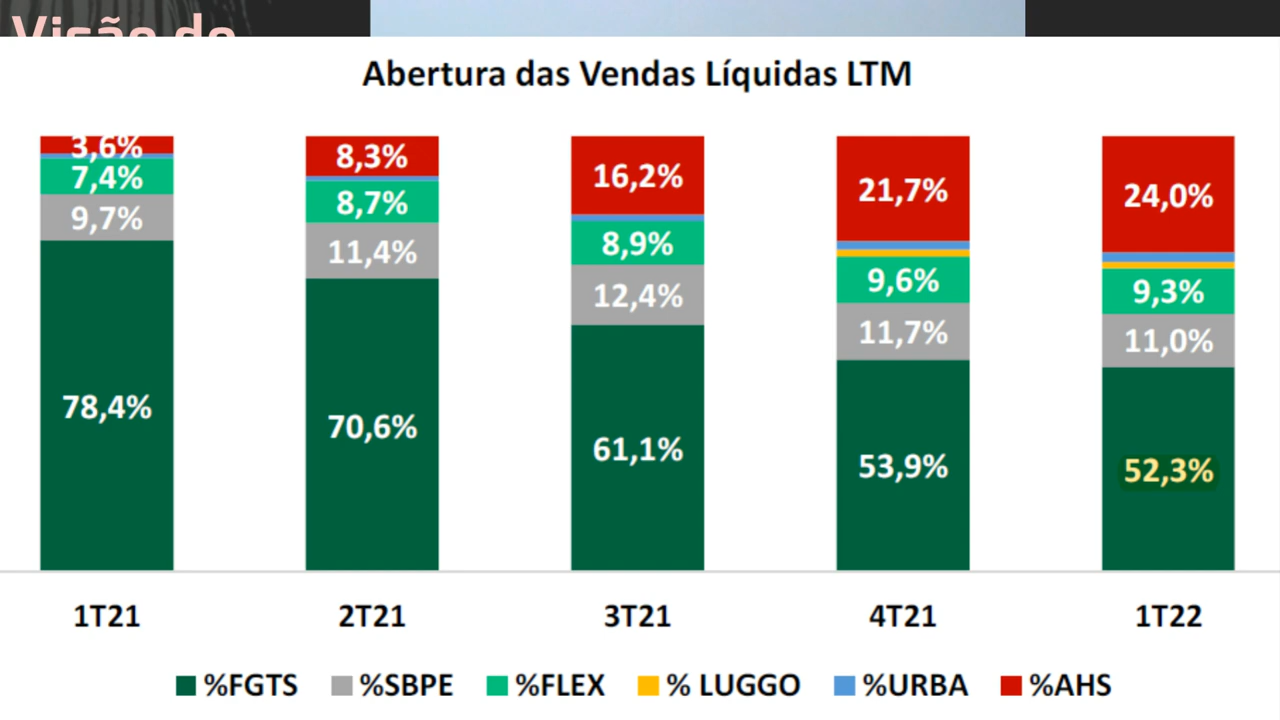 Visão do
Abertura das Vendas Líquidas LTM
3,6% 8,3% 16,2% 21,7% 24,0%
7,4% 8,7% 8,9% 9,6% 9,3%
9,7% 11,4% 12,4% 11,7% 11,0%
78,4% 70,6% 61,1% 53,9% 52,3%
1T21 2T21 3T21 4T21 1T22
%FGTS %SBPE %FLEX % LUGGO %URBA %AHS